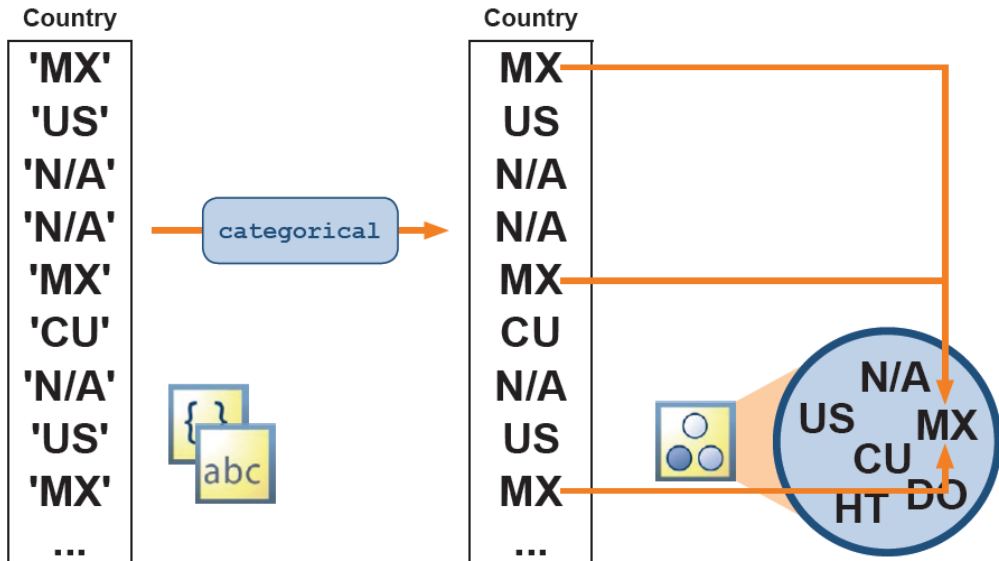 Country
'MX'
'US'
'N/A'
'N/A'
'MX'
'CU'
'N/A'
'US'
'MX'
...
categorical
{ }
abc
Country
MX
US
N/A
N/A
MX
CU
N/A
US
MX
...
N/A
US
MX
CU
DO
HT